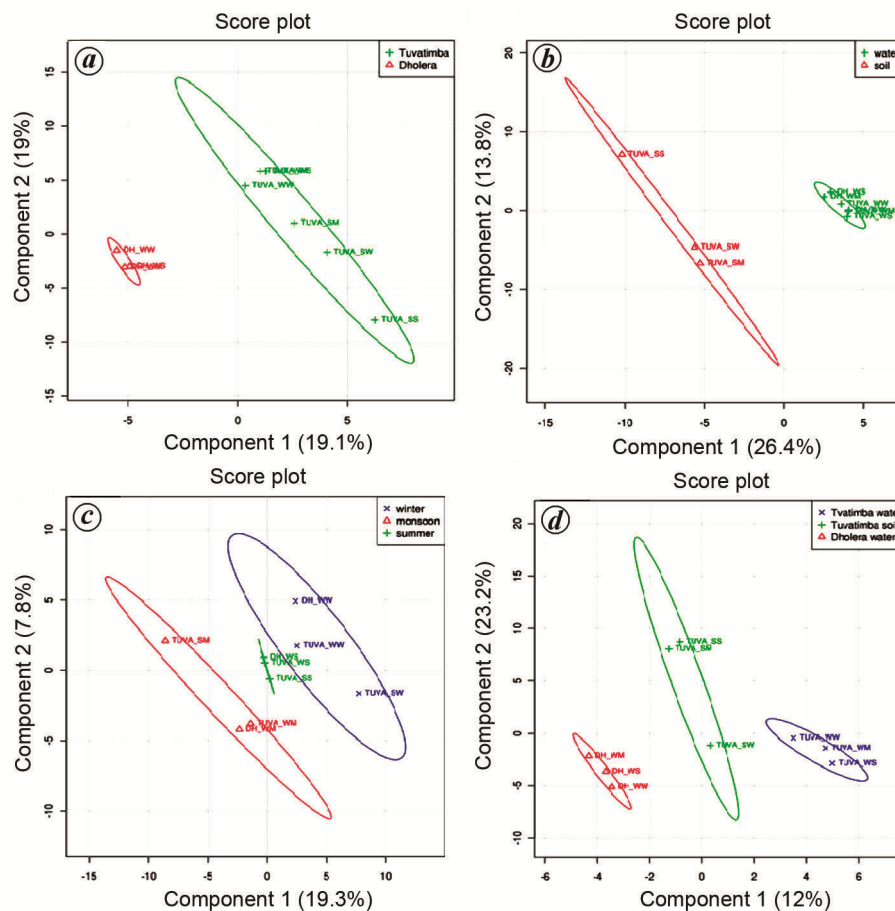 Score plot
a
Tuvatimba
Dholera
15
10
5
0
-5
-10
-15
TUVA_WW
TUVA_SM
TUVA_SW
TUVA_SS
DH_WW
-5
0
5
Component 2 (19%)
Component 1 (19.1%)
Score plot
b
water
soil
20
10
0
-10
-20
TUVA_SS
DH_WS
DH_WM
TUVA_WW
TUVA_WS
TUVA_SW
TUVA_SM
-15
-10
-5
0
5
Component 2 (13.8%)
Component 1 (26.4%)
Score plot
c
winter
monsoon
summer
10
5
0
-5
-10
DH_WW
TUVA_SM
TUVA_WW
DH_WS
TUVA_WS
TUVA_SS
TUVA_SW
TUVA_WM
DH_WM
-15
-10
-5
0
5
10
15
Component 2 (7.8%)
Component 1 (19.3%)
Score plot
d
Tvatimba water
Tuvatimba soil
Dholera water
20
15
10
5
0
-5
-10
TUVA_SS
TUVA_SM
TUVA_WW
TUVA_SW
TUVA_WM
DH_WM
TUVA_WS
DH_WS
DH_WW
-6
-4
-2
0
2
4
6
Component 2 (23.2%)
Component 1 (12%)